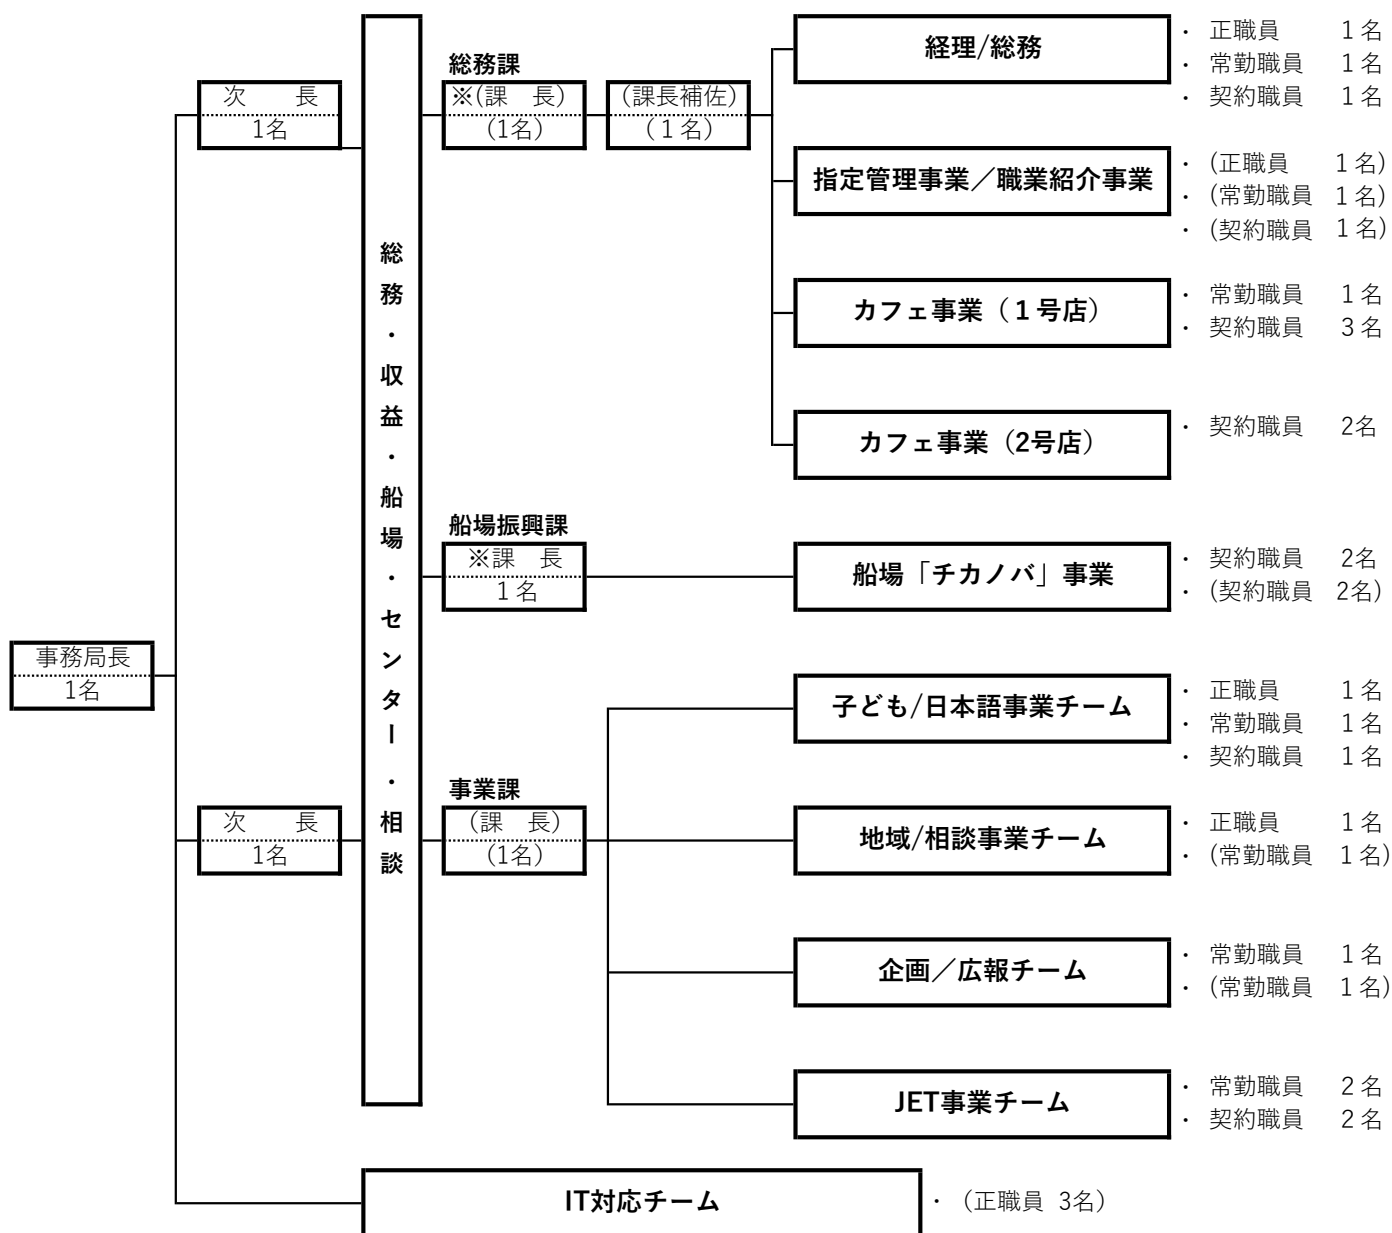 事務局長
1名
次　　長
1名
次　　長
1名
総務・収益・船場・センター・相談
総務課
※(課　長)
(1名)
(課長補佐)
(１名)
経理/総務
・ 正職員　　1名
・ 常勤職員　1名
・ 契約職員　1名
指定管理事業／職業紹介事業
・ (正職員　　1名)
・ (常勤職員　1名)
・ (契約職員　1名)
カフェ事業（１号店）
・ 常勤職員　1名
・ 契約職員　3名
カフェ事業（2号店）
・ 契約職員　2名
船場振興課
※課　長
1名
船場「チカノバ」事業
・ 契約職員　2名
・ (契約職員　2名)
事業課
(課　長)
(1名)
子ども/日本語事業チーム
・ 正職員　　1名
・ 常勤職員　1名
・ 契約職員　1名
地域/相談事業チーム
・ 正職員　　1名
・ (常勤職員　1名)
企画／広報チーム
・ 常勤職員　1名
・ (常勤職員　1名)
JET事業チーム
・ 常勤職員　2名
・ 契約職員　2名
IT対応チーム
・ (正職員 3名)